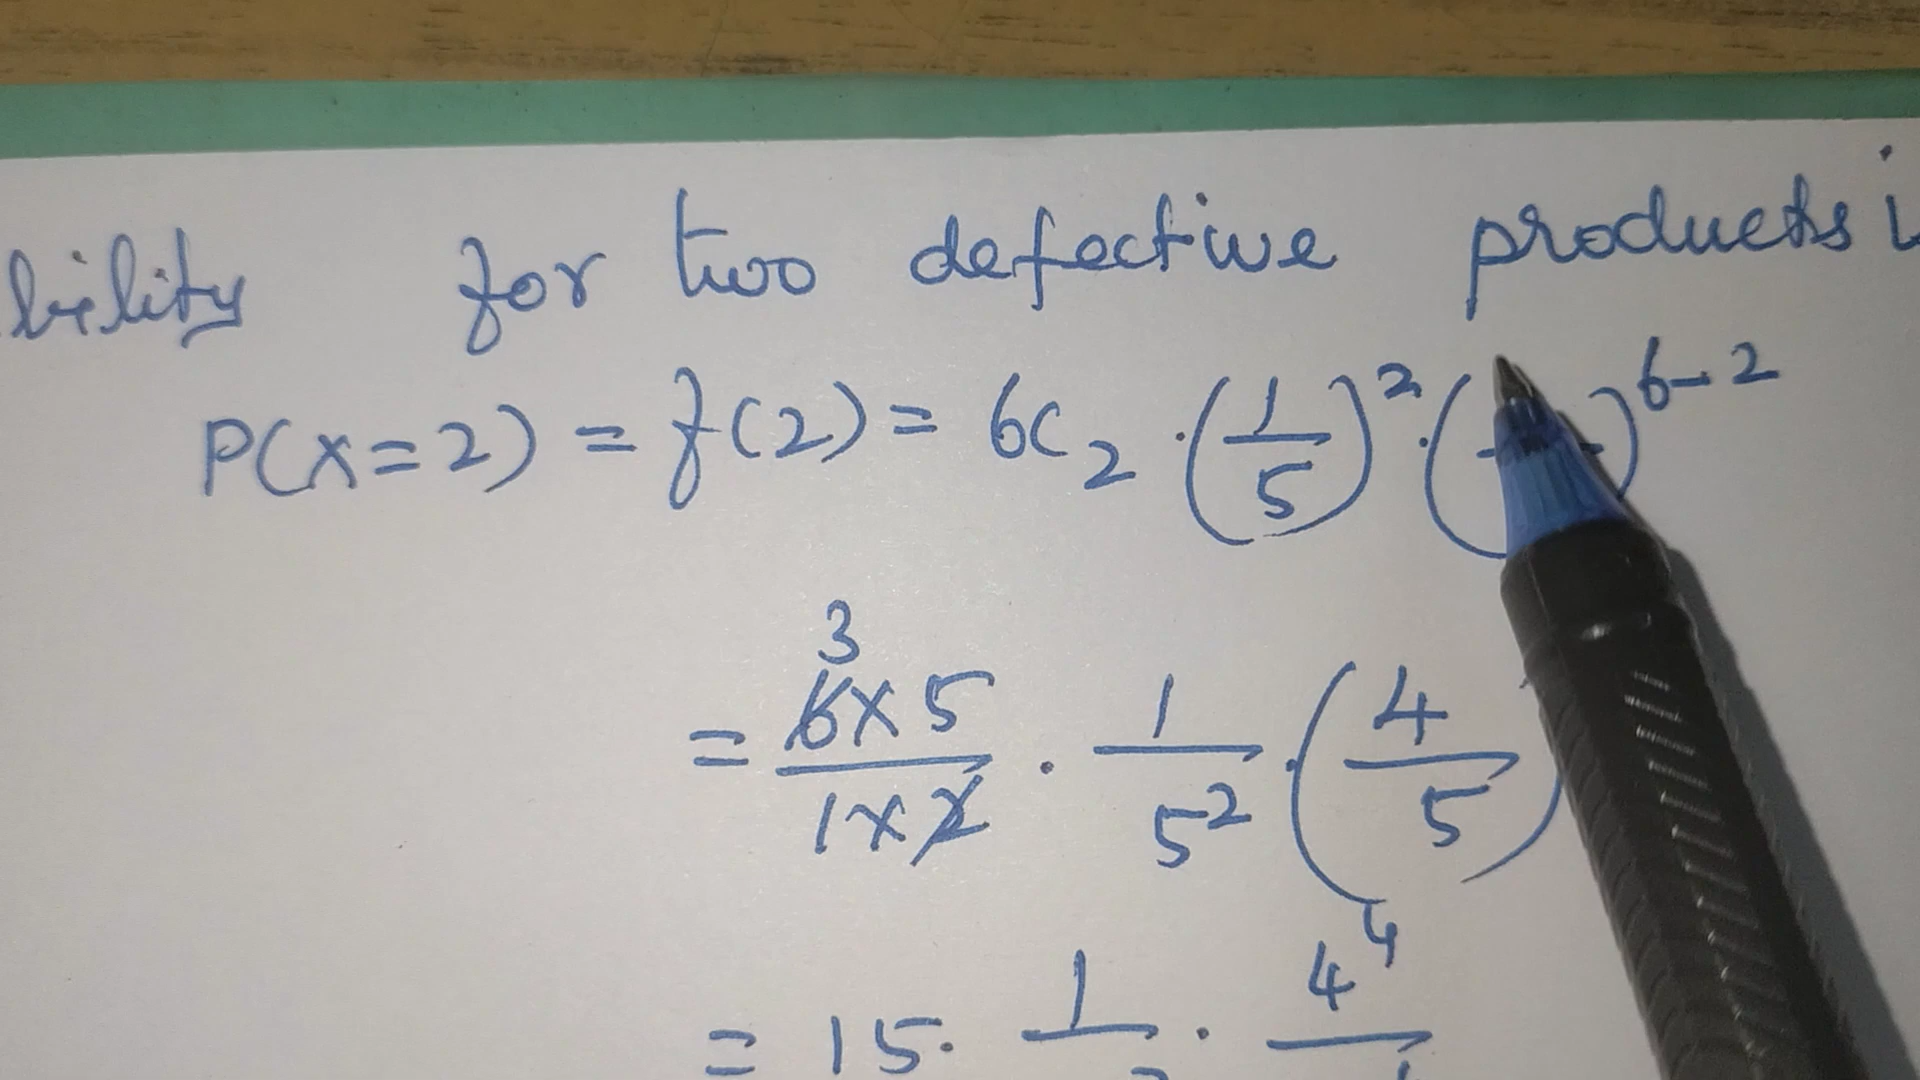 bility for two defective products
P(x=2) = f(2) = 6C2 · (1/5)^2 · ( )^6-2
= 6×5/1×2 · 1/5^2 · (4/5)
3
= 15 · 1 · 4^4